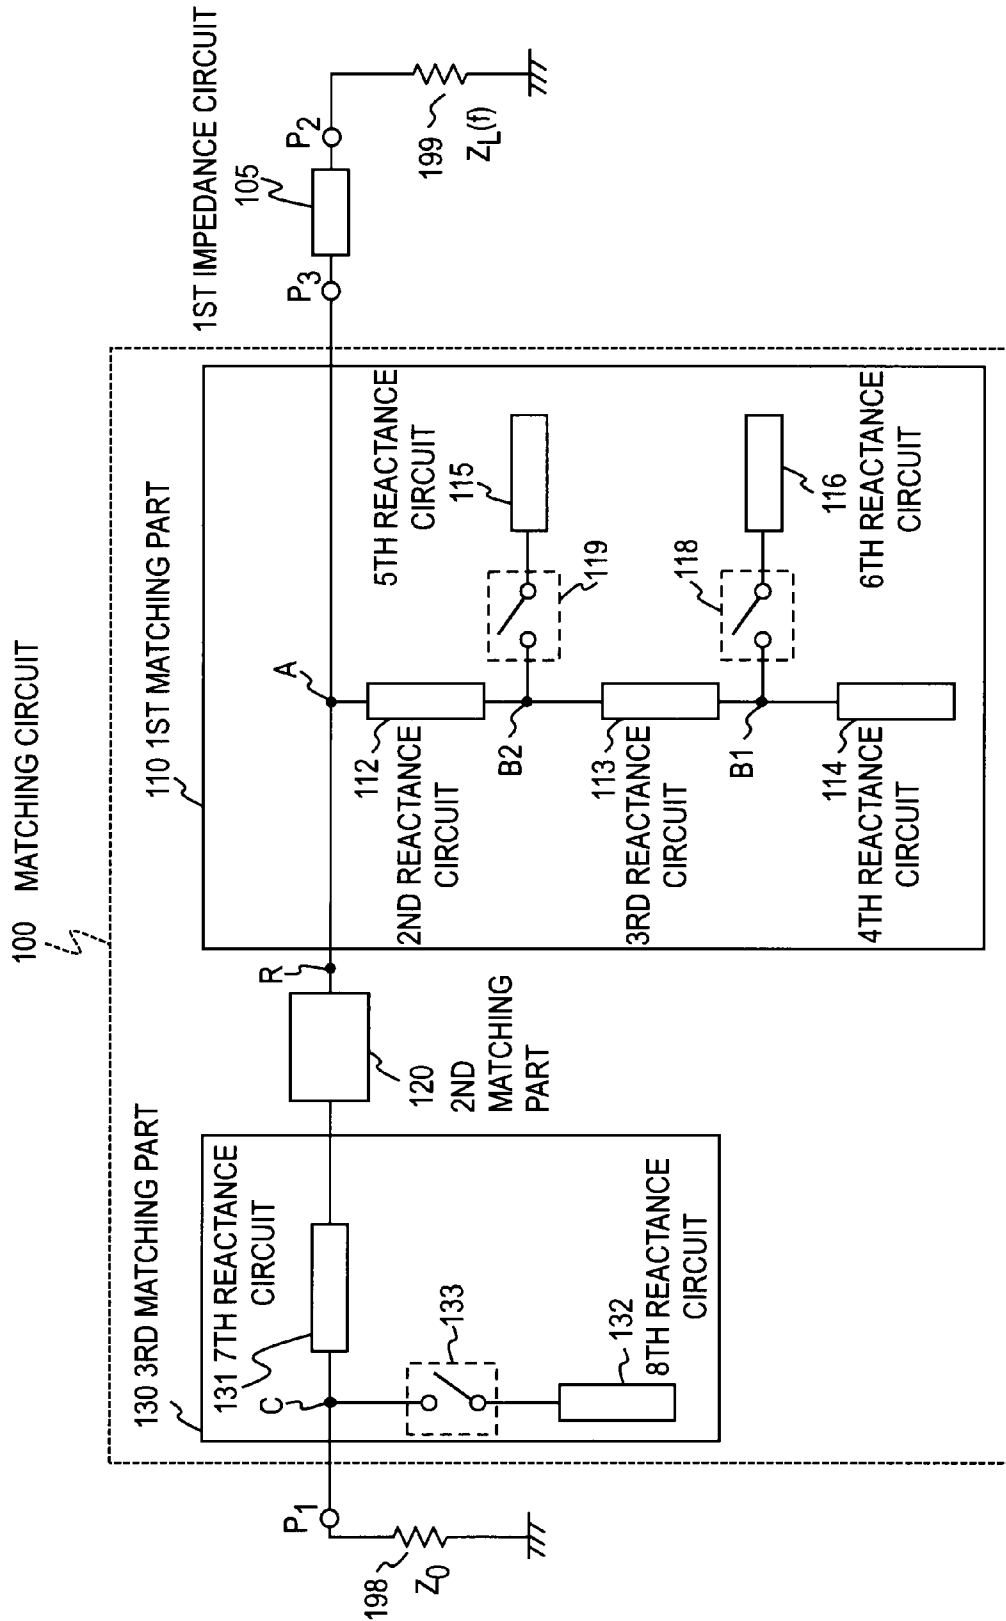 100 MATCHING CIRCUIT
130 3RD MATCHING PART
110 1ST MATCHING PART
1ST IMPEDANCE CIRCUIT
131 7TH REACTANCE
CIRCUIT
C
133
132
8TH REACTANCE
CIRCUIT
P1
198
Z0
120
2ND
MATCHING
PART
R
A
112
2ND REACTANCE
CIRCUIT
B2
119
5TH REACTANCE
CIRCUIT
115
113
3RD REACTANCE
CIRCUIT
B1
118
116
6TH REACTANCE
CIRCUIT
114
4TH REACTANCE
CIRCUIT
P3
105
P2
199
ZL(f)